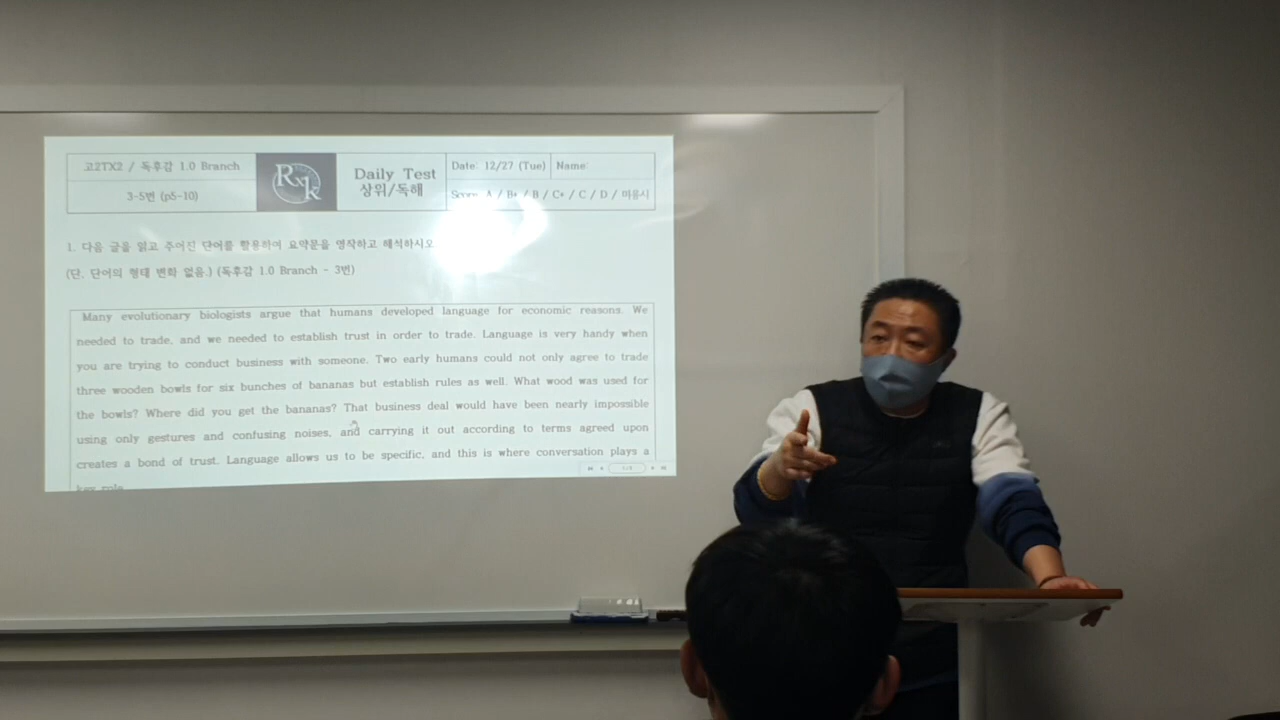 고2TX2 / 독후감 1.0 Branch
3-5번 (p5-10)
RxK
Daily Test
상위/독해
Date: 12/27 (Tue)
Name:
Score: A / B+ / B / C+ / C / D / 미응시
1. 다음 글을 읽고 주어진 단어를 활용하여 요약문을 영작하고 해석하시오
(단, 단어의 형태 변화 없음.) (독후감 1.0 Branch - 3번)
Many evolutionary biologists argue that humans developed language for economic reasons. We
needed to trade, and we needed to establish trust in order to trade. Language is very handy when
you are trying to conduct business with someone. Two early humans could not only agree to trade
three wooden bowls for six bunches of bananas but establish rules as well. What wood was used for
the bowls? Where did you get the bananas? That business deal would have been nearly impossible
using only gestures and confusing noises, and carrying it out according to terms agreed upon
creates a bond of trust. Language allows us to be specific, and this is where conversation plays a
key role